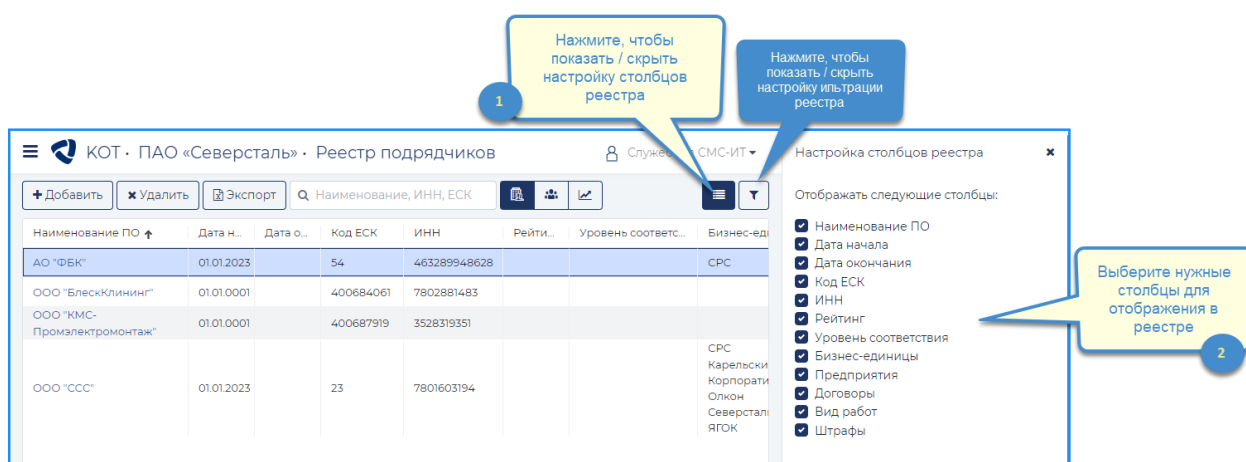 Нажмите, чтобы
показать / скрыть
настройку столбцов
реестра
1
Нажмите, чтобы
показать / скрыть
настройку ильтрации
реестра
КОТ · ПАО «Северсталь» · Реестр подрядчиков
СМС-ИТ
Настройка столбцов реестра
Добавить
Удалить
Экспорт
Наименование, ИНН, ЕСК
Отображать следующие столбцы:
Наименование ПО Дата н... Дата о... Код ЕСК ИНН Рейти... Уровень соответс... Бизнес-ед
АО "ФБК" 01.01.2023 54 463289948628 СРС
ООО "БлескКлининг" 01.01.0001 400684061 7802881483
ООО "КМС-
Промэлектромонтаж" 01.01.0001 400687919 3528319351
ООО "ССС" 01.01.2023 23 7801603194
СРС
Карельски
Корпорати
Олкон
Северстал
ЯГОК
Наименование ПО
Дата начала
Дата окончания
Код ЕСК
ИНН
Рейтинг
Уровень соответствия
Бизнес-единицы
Предприятия
Договоры
Вид работ
Штрафы
Выберите нужные
столбцы для
отображения в
реестре
2